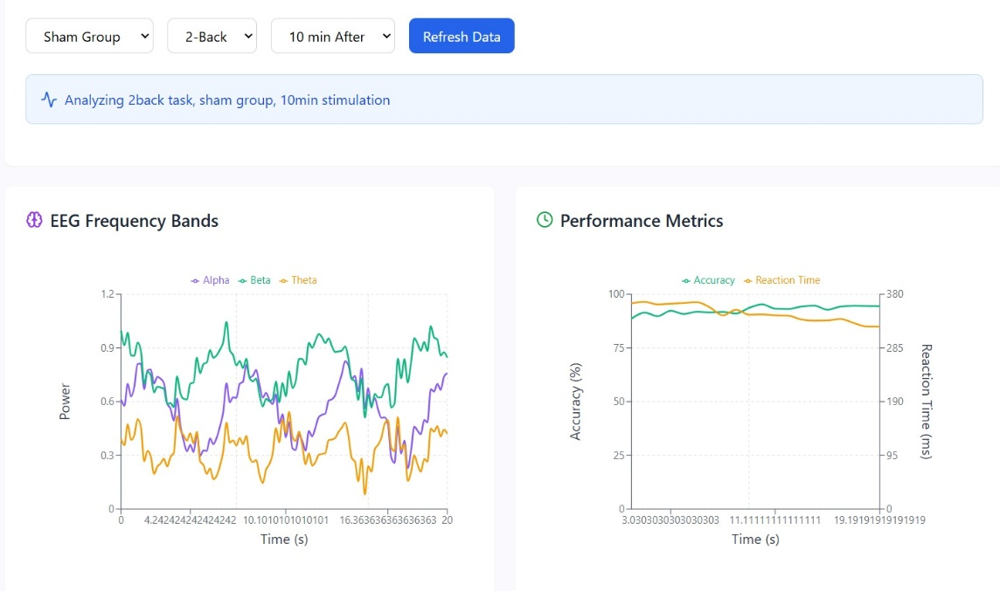 Sham Group 2-Back 10 min After Refresh Data
Analyzing 2back task, sham group, 10min stimulation
EEG Frequency Bands
Alpha Beta Theta
1.2
0.9
0.6
0.3
0
Power
0 4.242424242424242 10.1010101010101 16.363636363636363 20
Time (s)
Performance Metrics
Accuracy Reaction Time
100
75
50
25
0
Accuracy (%)
380
285
190
95
0
Reaction Time (ms)
3.0303030303030303 11.11111111111111 19.19191919191919
Time (s)